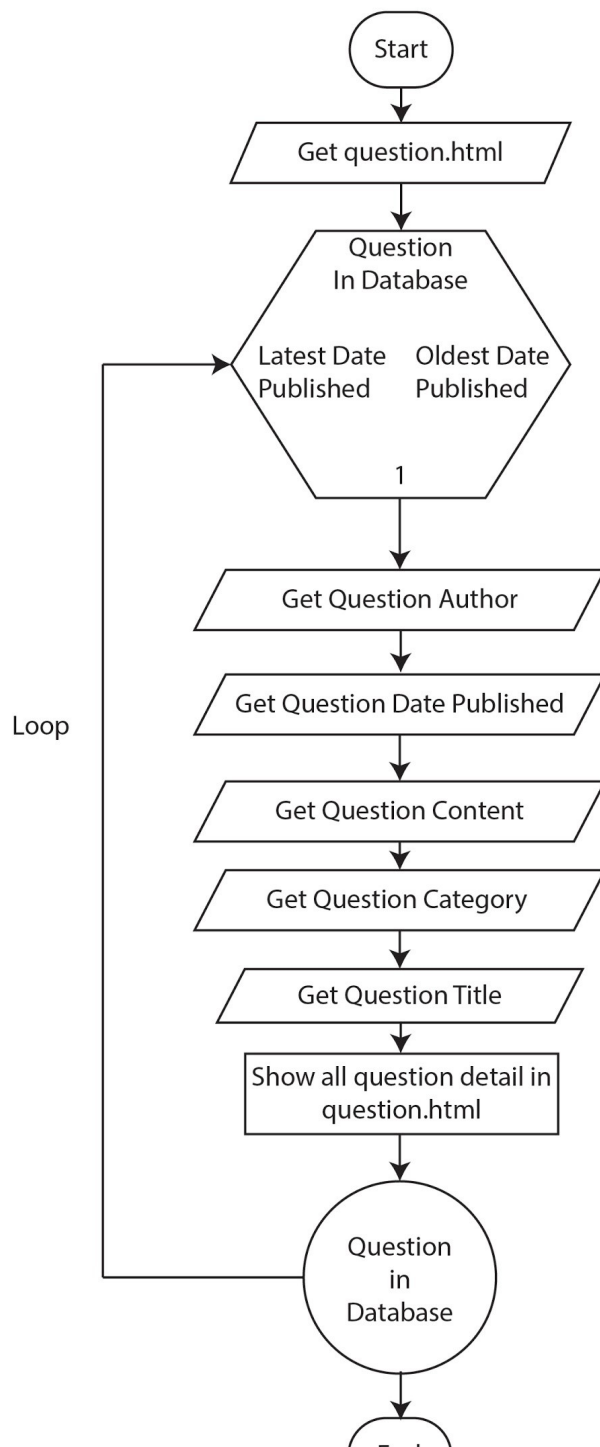 Start
Get question.html
Question
In Database
Latest Date
Published
Oldest Date
Published
1
Get Question Author
Get Question Date Published
Loop
Get Question Content
Get Question Category
Get Question Title
Show all question detail in
question.html
Question
in
Database